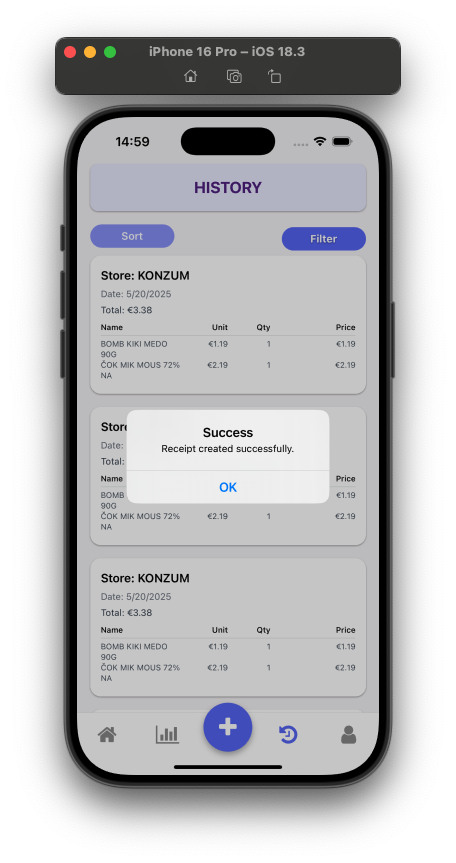 iPhone 16 Pro – iOS 18.3
14:59
HISTORY
Sort
Filter
Store: KONZUM
Date: 5/20/2025
Total: €3.38
Name Unit Qty Price
BOMB KIKI MEDO €1.19 1 €1.19
90G
ČOK MIK MOUS 72% €2.19 1 €2.19
NA
Store
Date:
Total:
Name Price
BOMB €1.19
90G
ČOK MIK MOUS 72% €2.19 1 €2.19
NA
Success
Receipt created successfully.
OK
Store: KONZUM
Date: 5/20/2025
Total: €3.38
Name Unit Qty Price
BOMB KIKI MEDO €1.19 1 €1.19
90G
ČOK MIK MOUS 72% €2.19 1 €2.19
NA